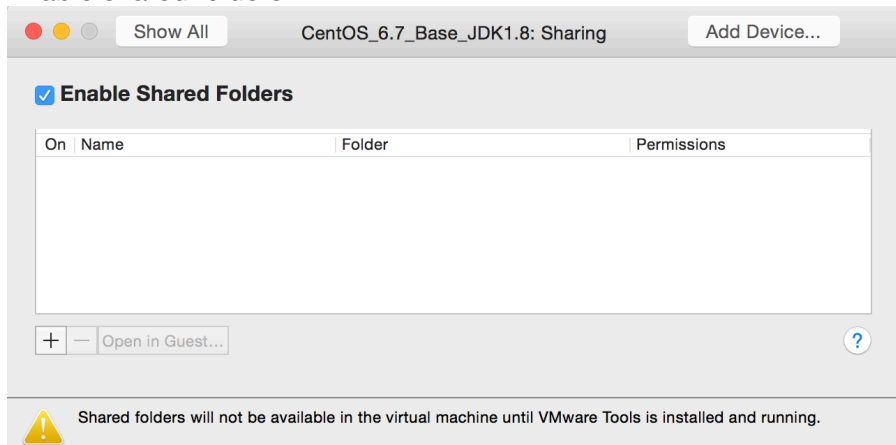 Show All CentOS_6.7_Base_JDK1.8: Sharing Add Device...
Enable Shared Folders
On Name Folder Permissions
+ − Open in Guest... ?
Shared folders will not be available in the virtual machine until VMware Tools is installed and running.